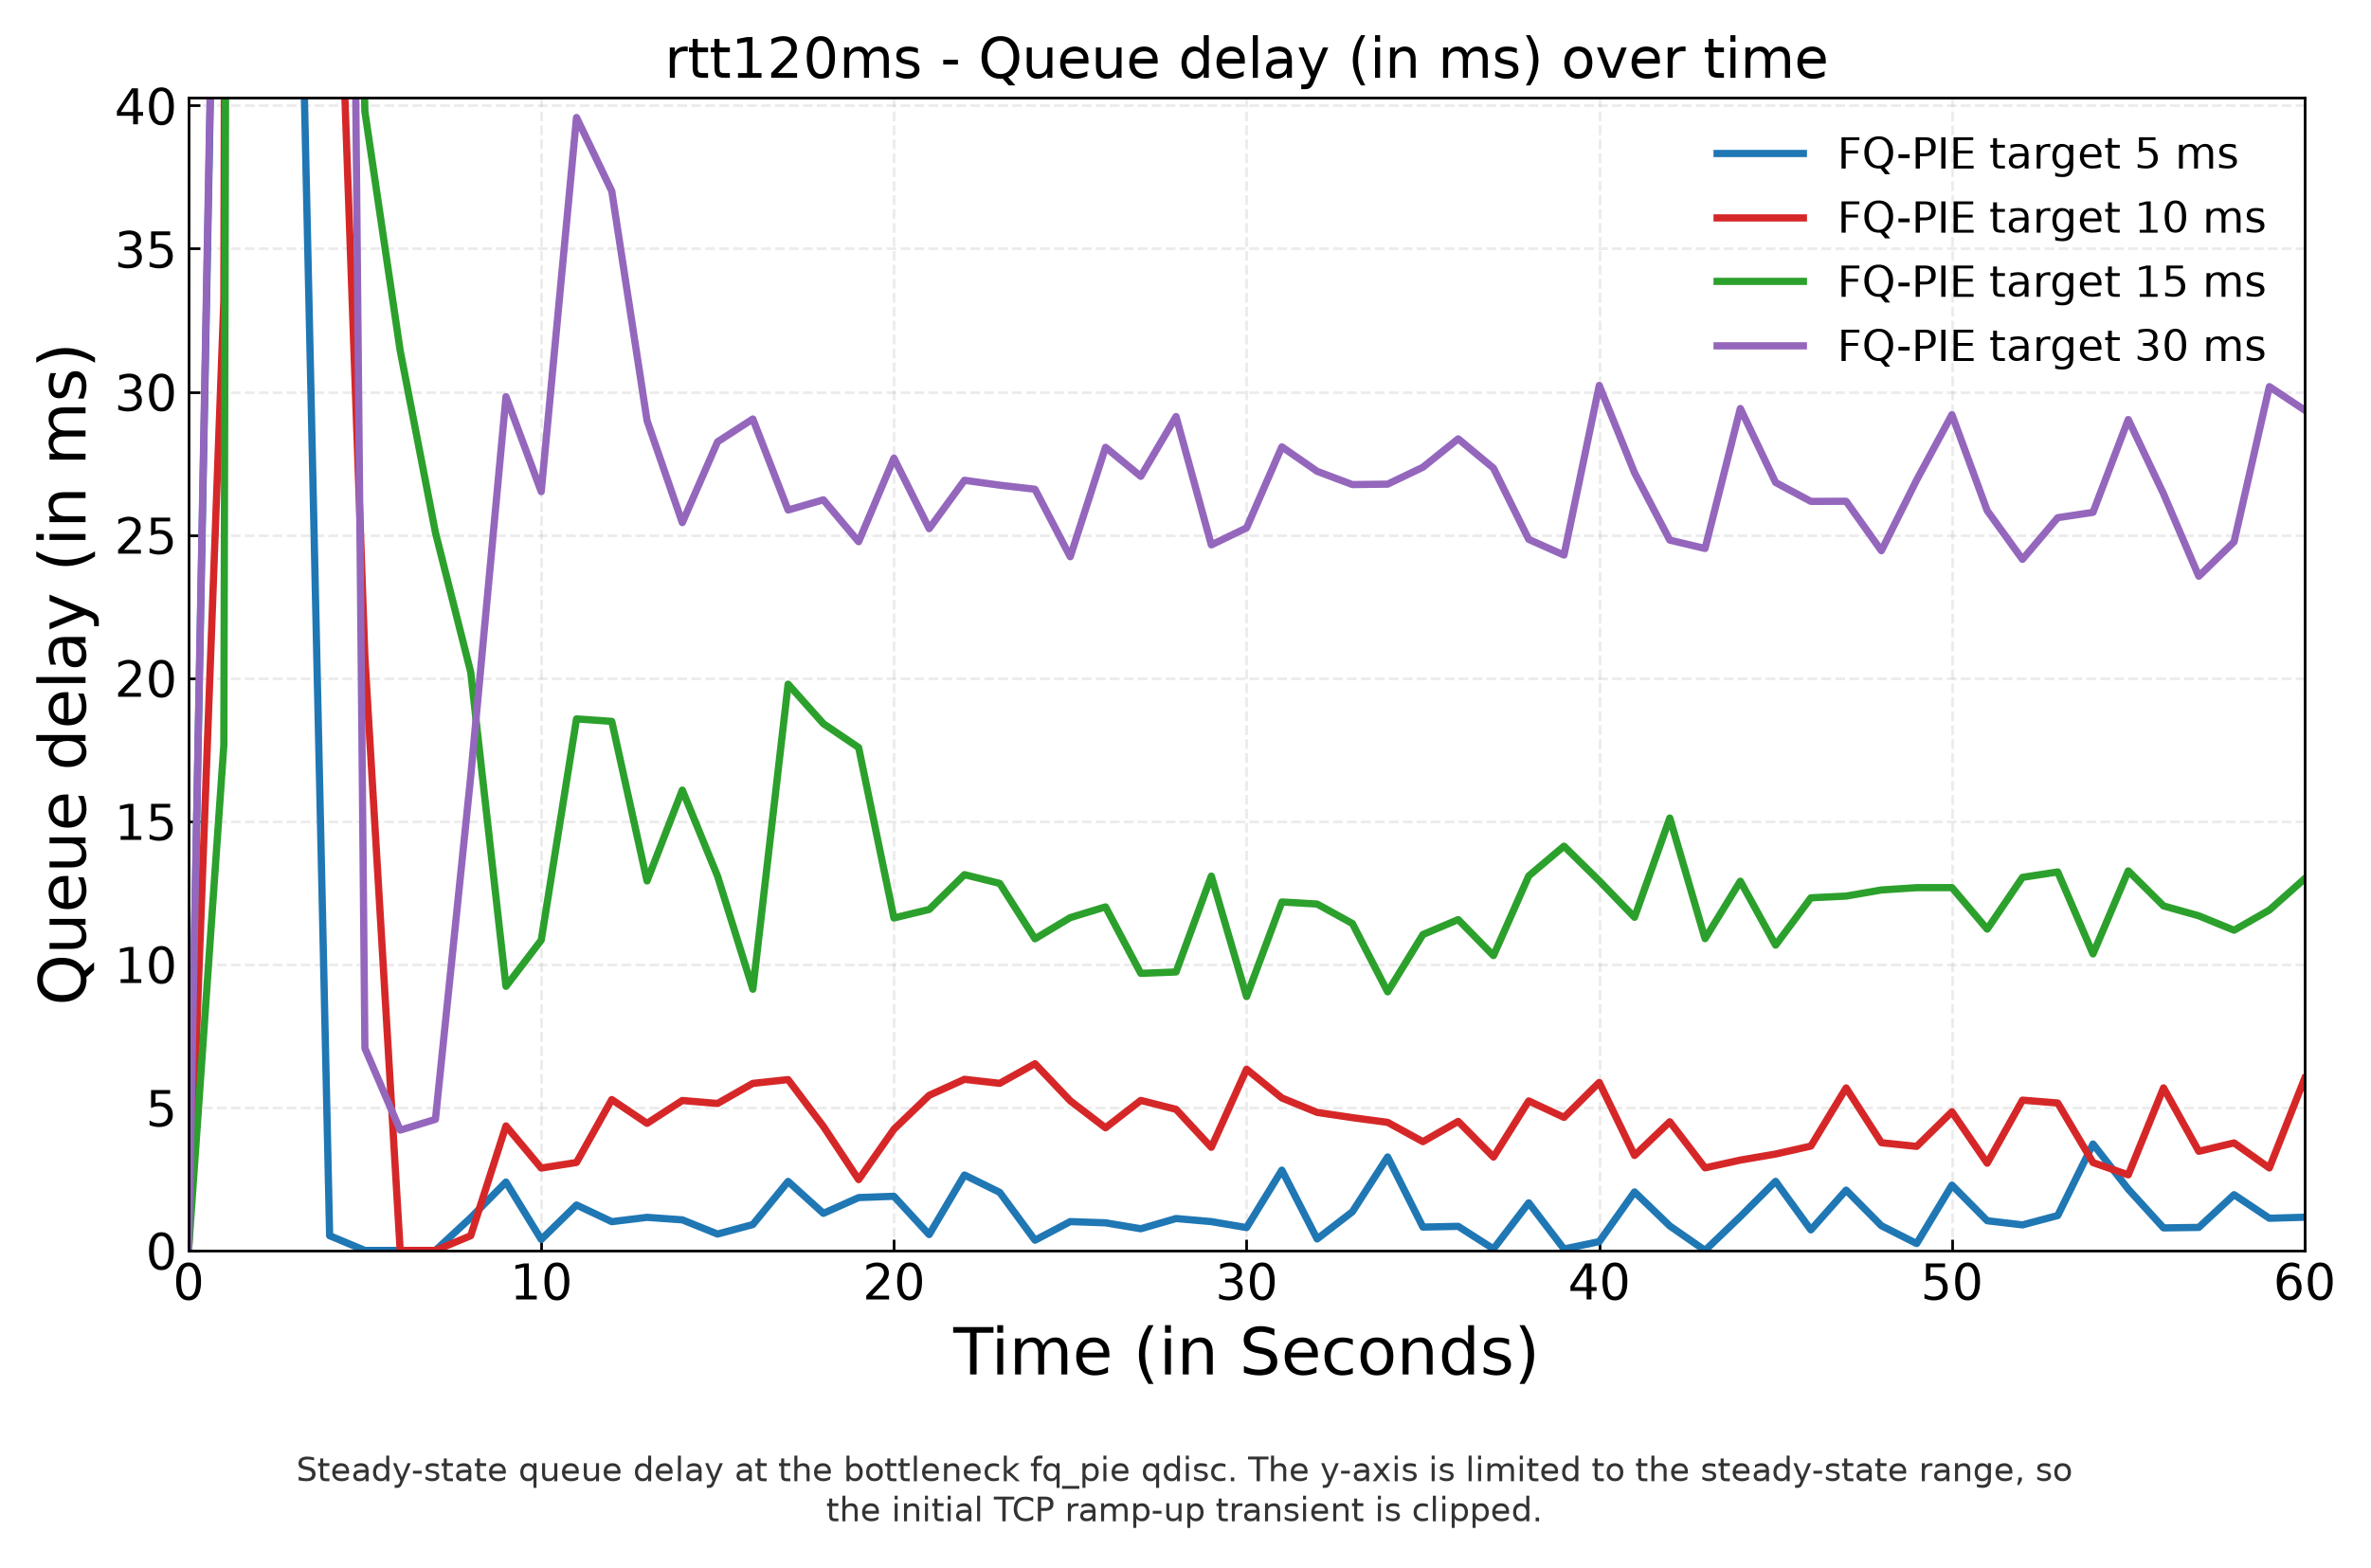 rtt120ms - Queue delay (in ms) over time
Queue delay (in ms)
40
35
30
25
20
15
10
5
0
FQ-PIE target 5 ms
FQ-PIE target 10 ms
FQ-PIE target 15 ms
FQ-PIE target 30 ms
0 10 20 30 40 50 60
Time (in Seconds)
Steady-state queue delay at the bottleneck fq_pie qdisc. The y-axis is limited to the steady-state range, so
the initial TCP ramp-up transient is clipped.